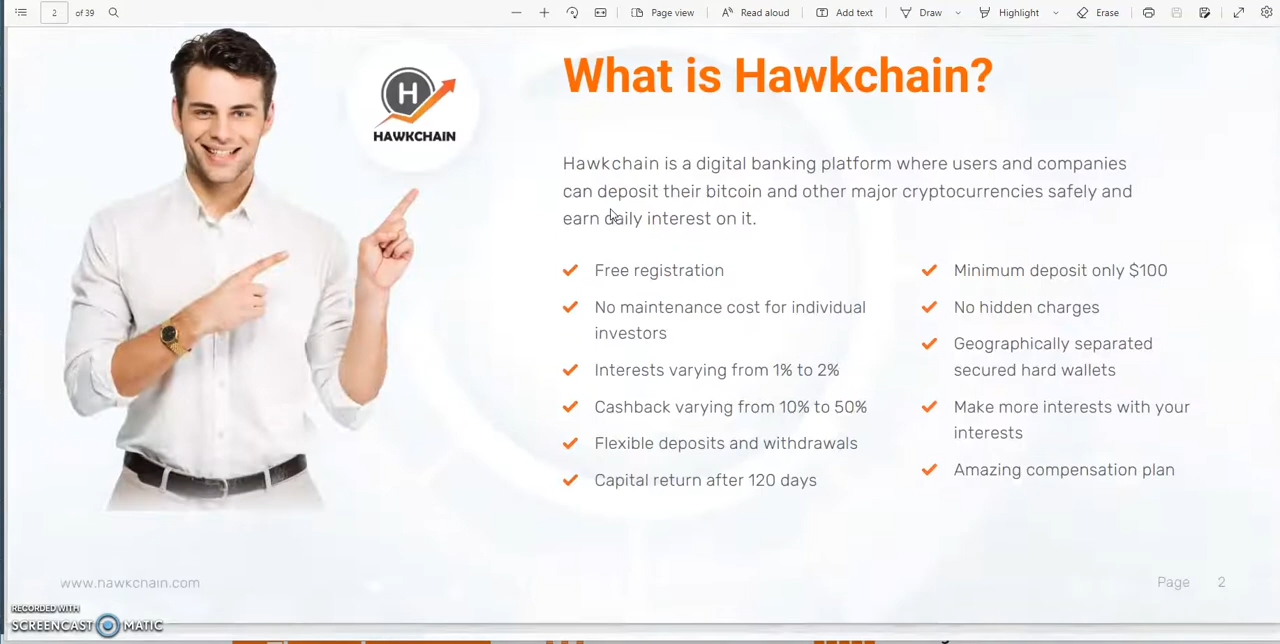 2 of 39
Page view
Read aloud
Add text
Draw
Highlight
Erase
H
HAWKCHAIN
What is Hawkchain?
Hawkchain is a digital banking platform where users and companies
can deposit their bitcoin and other major cryptocurrencies safely and
earn daily interest on it.
Free registration
No maintenance cost for individual
investors
Interests varying from 1% to 2%
Cashback varying from 10% to 50%
Flexible deposits and withdrawals
Capital return after 120 days
Minimum deposit only $100
No hidden charges
Geographically separated
secured hard wallets
Make more interests with your
interests
Amazing compensation plan
www.hawkchain.com
Page 2
RECORDED WITH
SCREENCAST MATIC